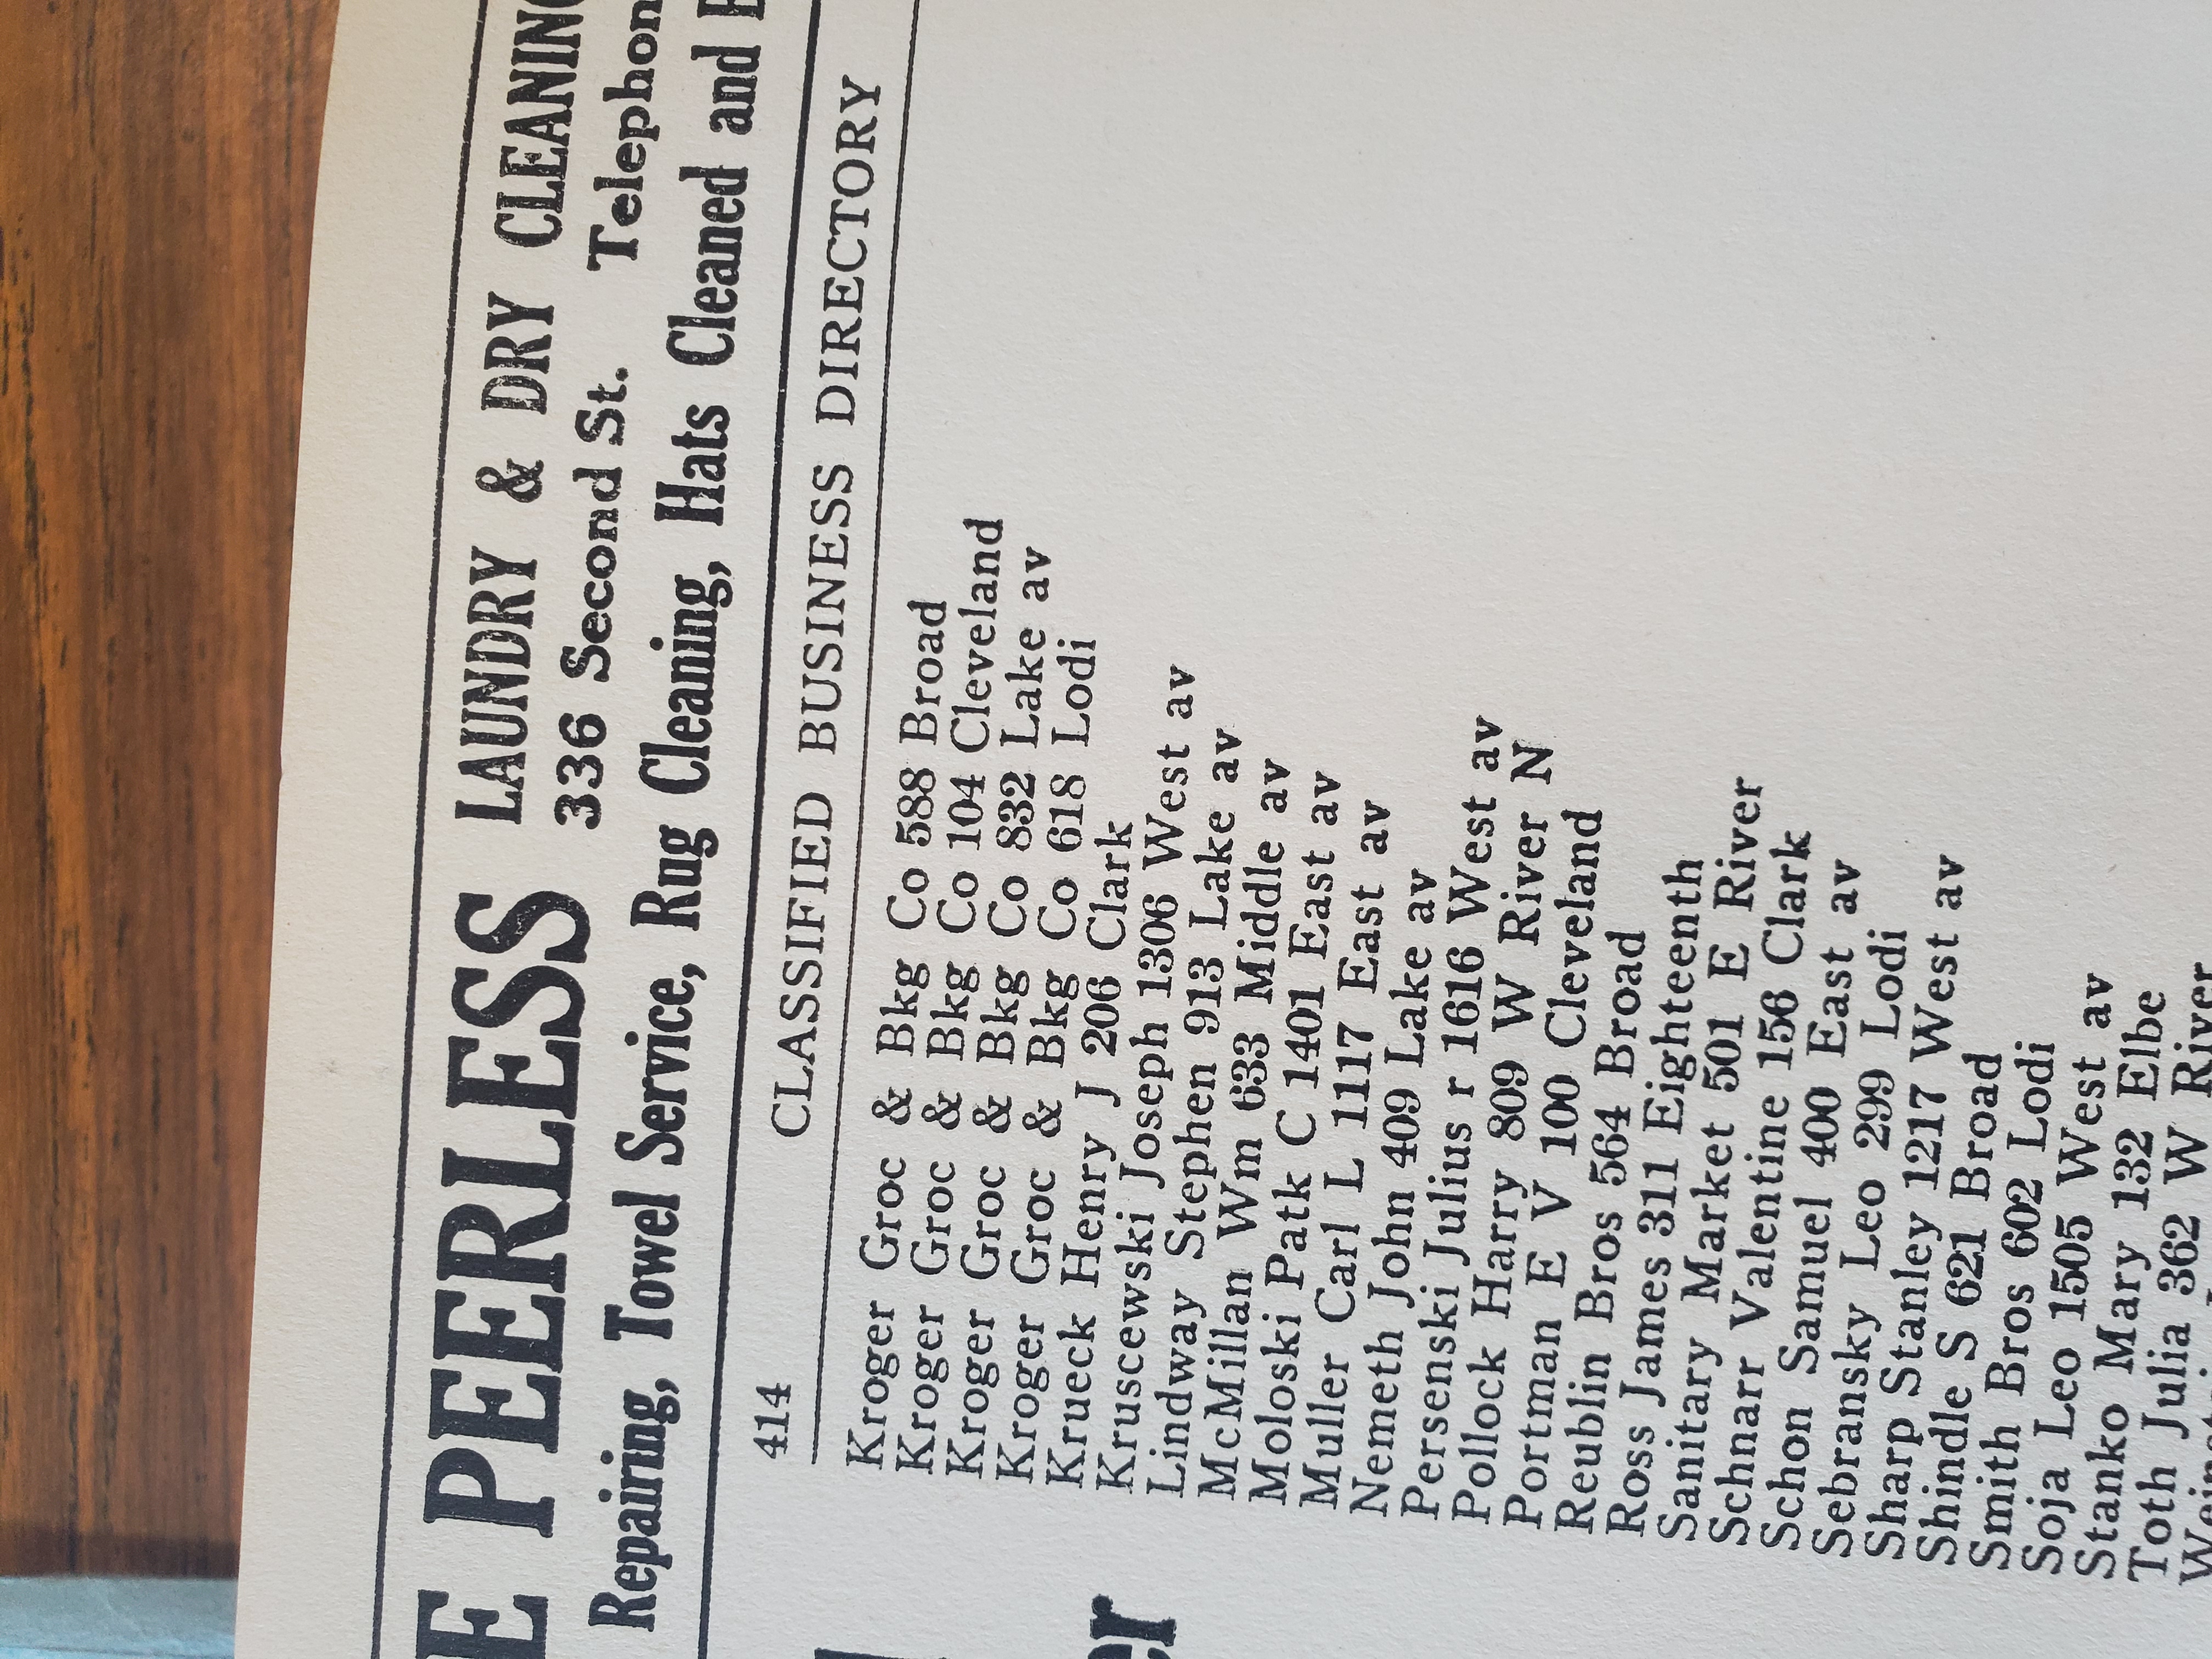 PEERLESS LAUNDRY & DRY CLEANING
336 Second St. Telephon
Repairing, Towel Service, Rug Cleaning, Hats Cleaned and
414 CLASSIFIED BUSINESS DIRECTORY
Kroger Groc & Bkg Co 588 Broad
Kroger Groc & Bkg Co 104 Cleveland
Kroger Groc & Bkg Co 832 Lake av
Kroger Groc & Bkg Co 618 Lodi
Krueck Henry J 206 Clark
Kruscewski Joseph 1306 West av
Lindway Stephen 913 Lake av
McMillan Wm 633 Middle av
Moloski Patk C 1401 East av
Muller Carl L 1117 East av
Nemeth John 409 Lake av
Persenski Julius r 1616 West av
Pollock Harry 809 W River N
Portman E V 100 Cleveland
Reublin Bros 564 Broad
Ross James 311 Eighteenth
Sanitary Market 501 E River
Schnarr Valentine 156 Clark
Schon Samuel 400 East av
Sebransky Leo 299 Lodi
Sharp Stanley 1217 West av
Shindle S 621 Broad
Smith Bros 602 Lodi
Soja Leo 1505 West av
Stanko Mary 132 Elbe
Toth Julia 362 W River